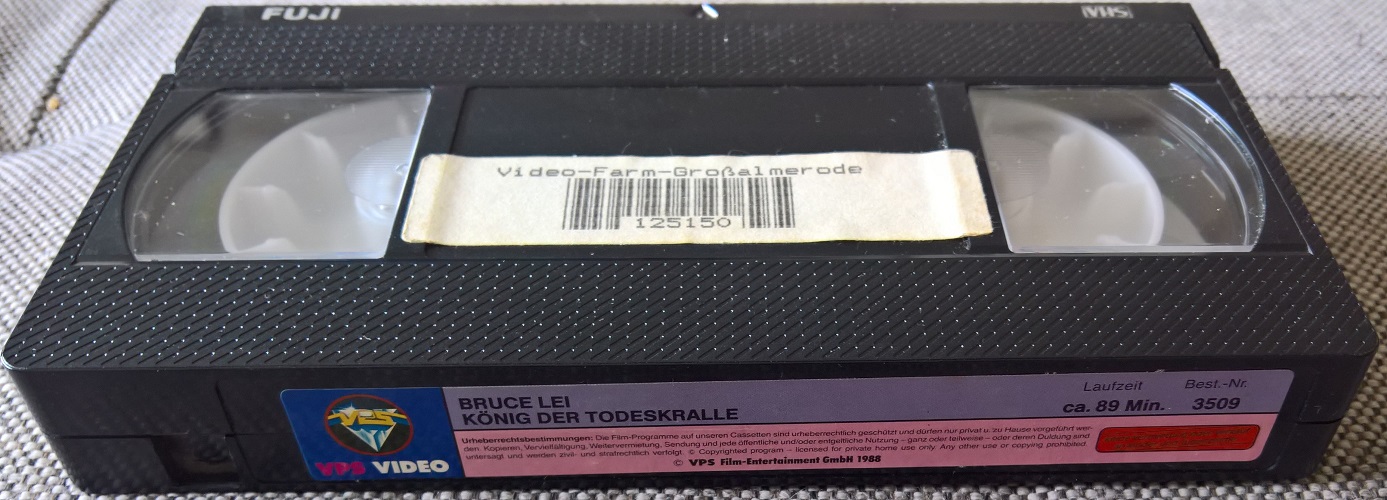 FUJI
VHS
Video-Farm-Großalmerode
125150
VPS
VPS VIDEO
BRUCE LEI
KÖNIG DER TODESKRALLE
Laufzeit Best.-Nr.
ca. 89 Min. 3509
Urheberrechtsbestimmungen: Die Film-Programme auf unseren Cassetten sind urheberrechtlich geschützt und dürfen nur privat u. zu Hause vorgeführt wer-
den. Kopieren, Vervielfältigung, Weitervermietung, Sendung und jede öffentliche und/oder entgeltliche Nutzung – ganz oder teilweise – oder deren Duldung sind
untersagt und werden zivil- und strafrechtlich verfolgt. © Copyrighted program – licensed for private home use only. Any other use or copying prohibited.
© VPS Film-Entertainment GmbH 1988